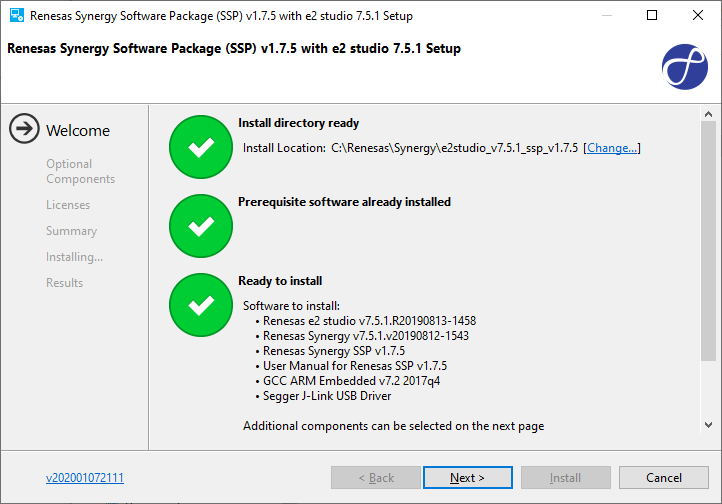 Renesas Synergy Software Package (SSP) v1.7.5 with e2 studio 7.5.1 Setup
Renesas Synergy Software Package (SSP) v1.7.5 with e2 studio 7.5.1 Setup
Welcome
Optional
Components
Licenses
Summary
Installing...
Results
Install directory ready
Install Location: C:\Renesas\Synergy\e2studio_v7.5.1_ssp_v1.7.5 [Change...]
Prerequisite software already installed
Ready to install
Software to install:
• Renesas e2 studio v7.5.1.R20190813-1458
• Renesas Synergy v7.5.1.v20190812-1543
• Renesas Synergy SSP v1.7.5
• User Manual for Renesas SSP v1.7.5
• GCC ARM Embedded v7.2 2017q4
• Segger J-Link USB Driver
Additional components can be selected on the next page
v202001072111
< Back
Next >
Install
Cancel